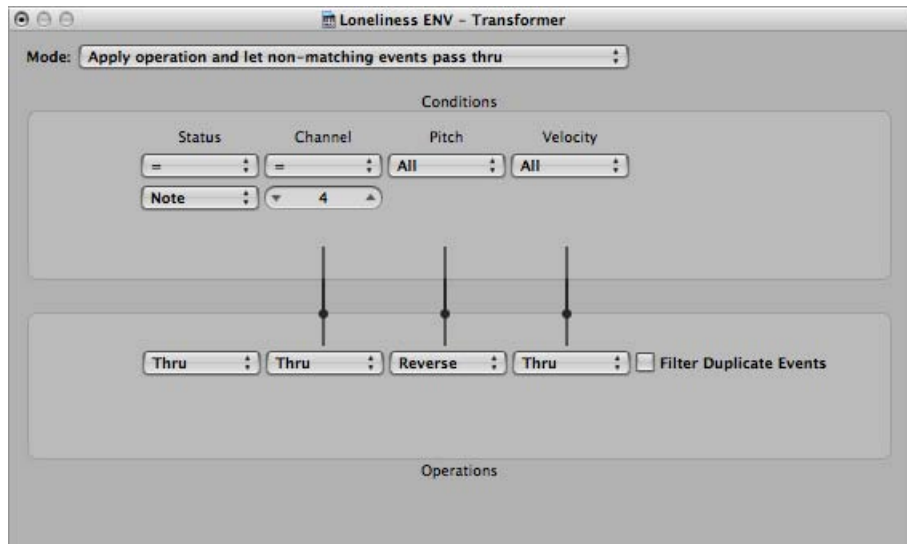 Loneliness ENV – Transformer
Mode: Apply operation and let non-matching events pass thru
Conditions
Status Channel Pitch Velocity
= = All All
Note 4
Thru Thru Reverse Thru Filter Duplicate Events
Operations